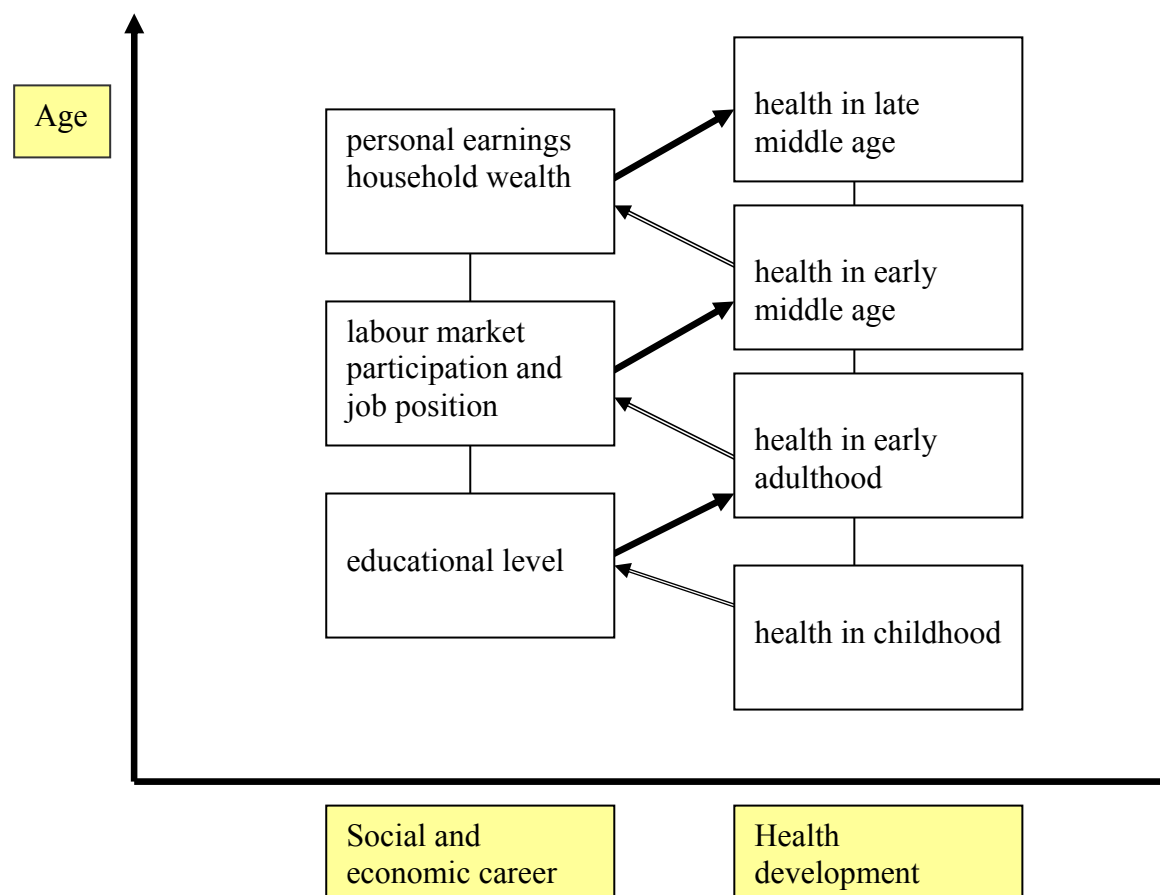 Age
personal earnings
household wealth
health in late
middle age
labour market
participation and
job position
health in early
middle age
educational level
health in early
adulthood
health in childhood
Social and
economic career
Health
development